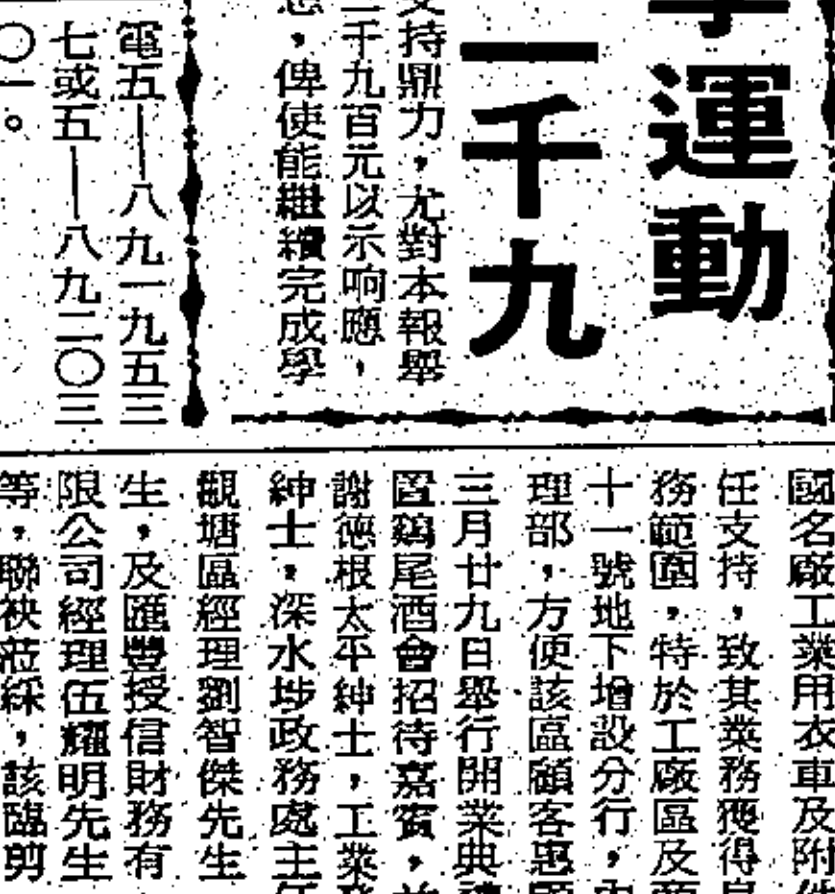 運動
一千九
支持鼎力，尤對本報舉
二千九百元以示响應，
，俾使能繼續完成學
電五—八九一九五三
七或五—八九二〇三
〇一。
國名廠工業用衣車及附
任支持，致其業務獲得
務範圍，特於工廠區及
十一號地下增設分行，
理部，方便該區顧客惠
三月廿九日舉行開業典禮
置鷄尾酒會招待嘉賓，
謝德根太平紳士，工業
紳士，深水埗政務處主任
觀塘區經理劉智傑先生
生，及匯豐授信財務有
限公司經理伍耀明先生
等，聯袂蒞綵，該臨剪